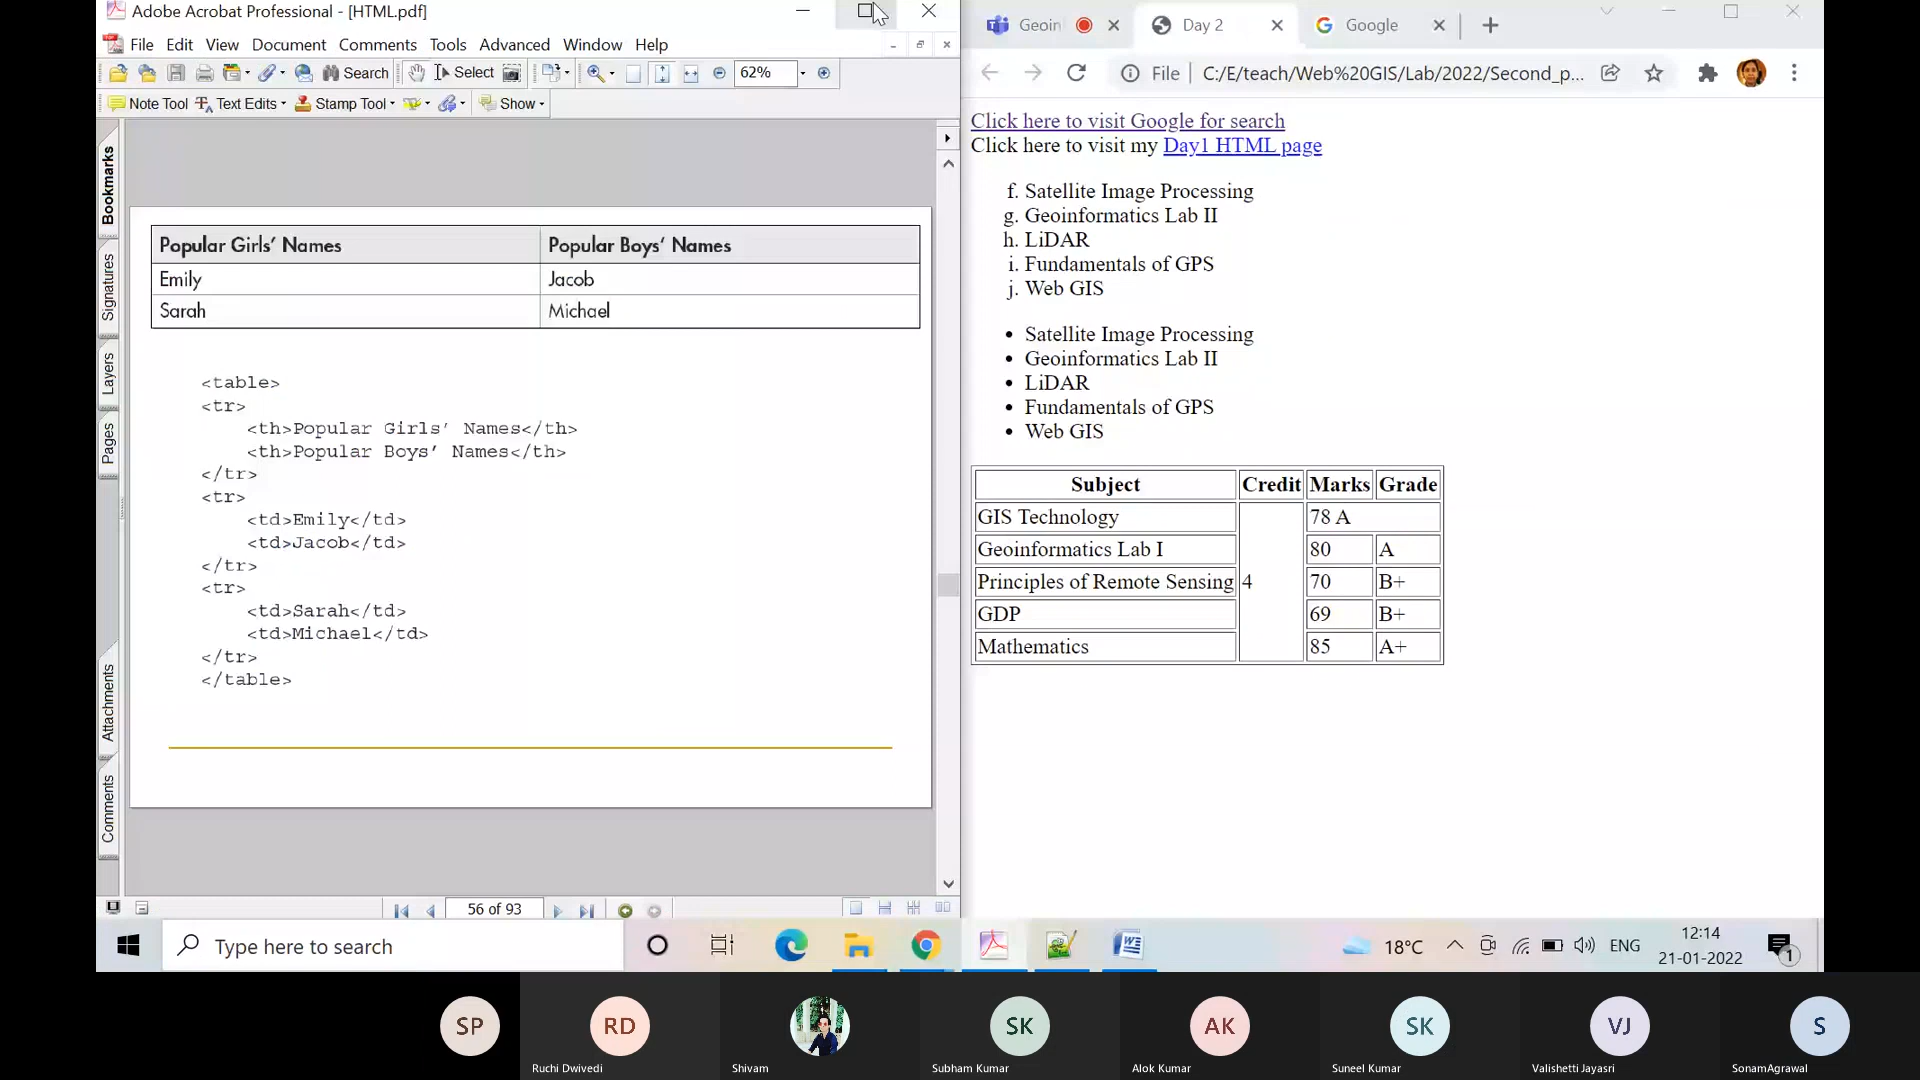 Adobe Acrobat Professional - [HTML.pdf]
File Edit View Document Comments Tools Advanced Window Help
Search Select 62%
Note Tool Text Edits Stamp Tool Show
Bookmarks
Signatures
Layers
Pages
Attachments
Comments
Popular Girls’ Names Popular Boys’ Names
Emily Jacob
Sarah Michael
<table>
<tr>
<th>Popular Girls’ Names</th>
<th>Popular Boys’ Names</th>
</tr>
<tr>
<td>Emily</td>
<td>Jacob</td>
</tr>
<tr>
<td>Sarah</td>
<td>Michael</td>
</tr>
</table>
56 of 93
Geoin Day 2 Google
File C:/E/teach/Web%20GIS/Lab/2022/Second_p...
Click here to visit Google for search
Click here to visit my Day1 HTML page
f. Satellite Image Processing
g. Geoinformatics Lab II
h. LiDAR
i. Fundamentals of GPS
j. Web GIS
• Satellite Image Processing
• Geoinformatics Lab II
• LiDAR
• Fundamentals of GPS
• Web GIS
Subject Credit Marks Grade
GIS Technology 78 A
Geoinformatics Lab I 80 A
Principles of Remote Sensing 4 70 B+
GDP 69 B+
Mathematics 85 A+
Type here to search
18°C ENG 12:14
21-01-2022 1
SP RD SK AK SK VJ S
Ruchi Dwivedi Shivam Subham Kumar Alok Kumar Suneel Kumar Valishetti Jayasri SonamAgrawal